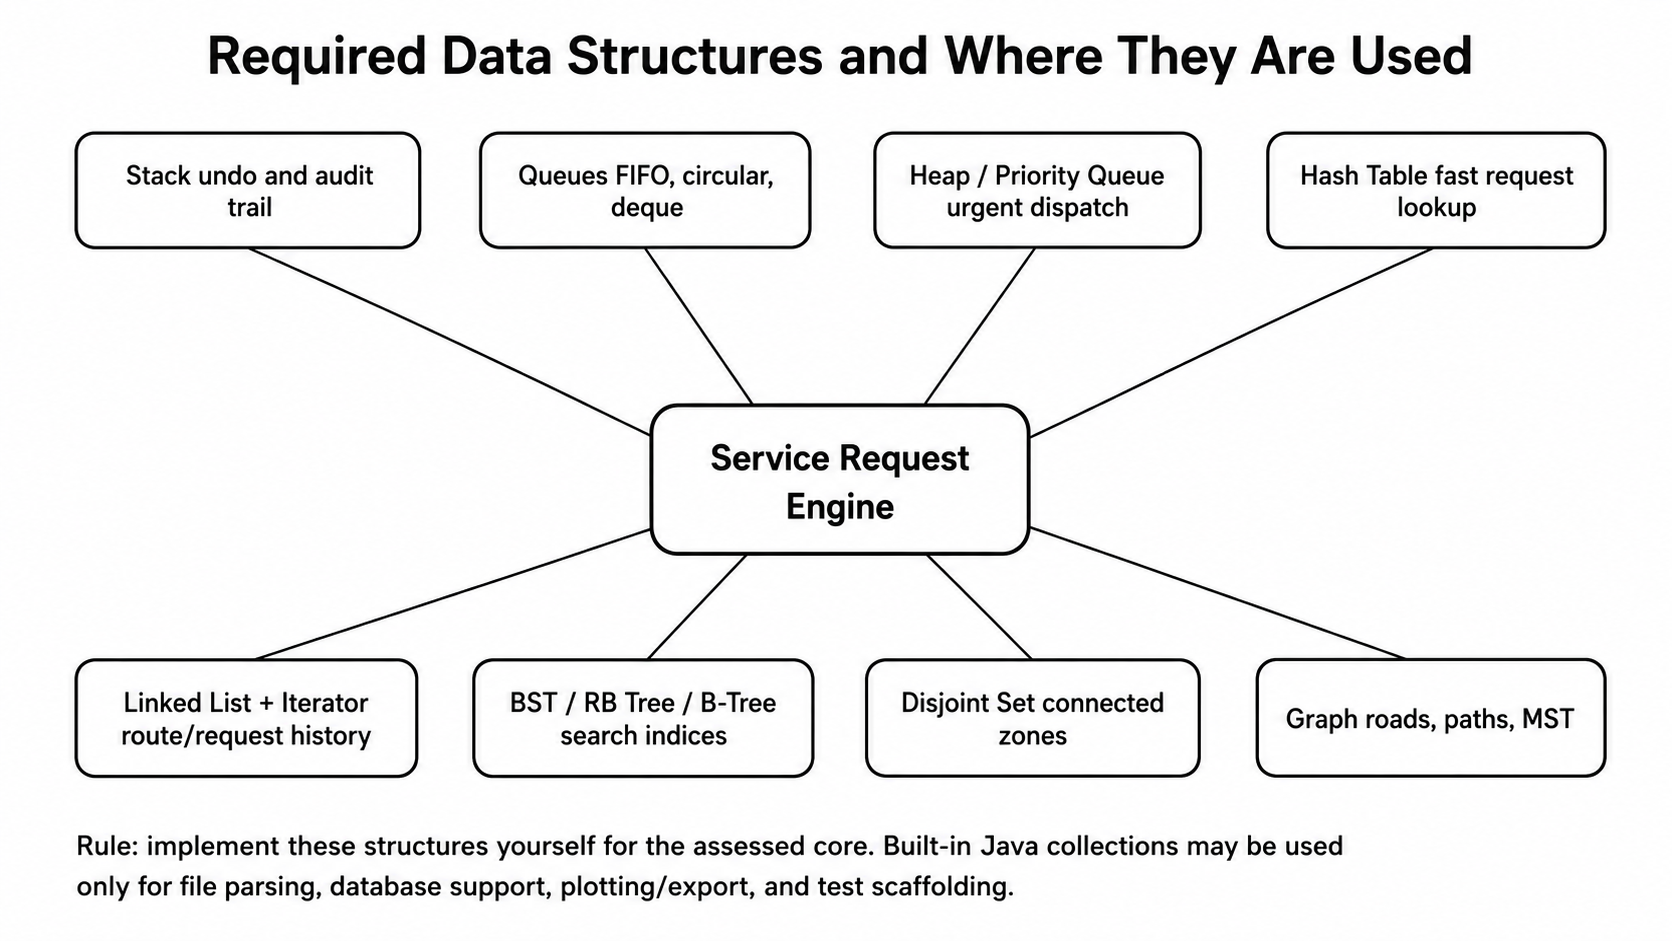 Required Data Structures and Where They Are Used
Stack undo and audit
trail
Queues FIFO, circular,
deque
Heap / Priority Queue
urgent dispatch
Hash Table fast request
lookup
Service Request
Engine
Linked List + Iterator
route/request history
BST / RB Tree / B-Tree
search indices
Disjoint Set connected
zones
Graph roads, paths, MST
Rule: implement these structures yourself for the assessed core. Built-in Java collections may be used
only for file parsing, database support, plotting/export, and test scaffolding.